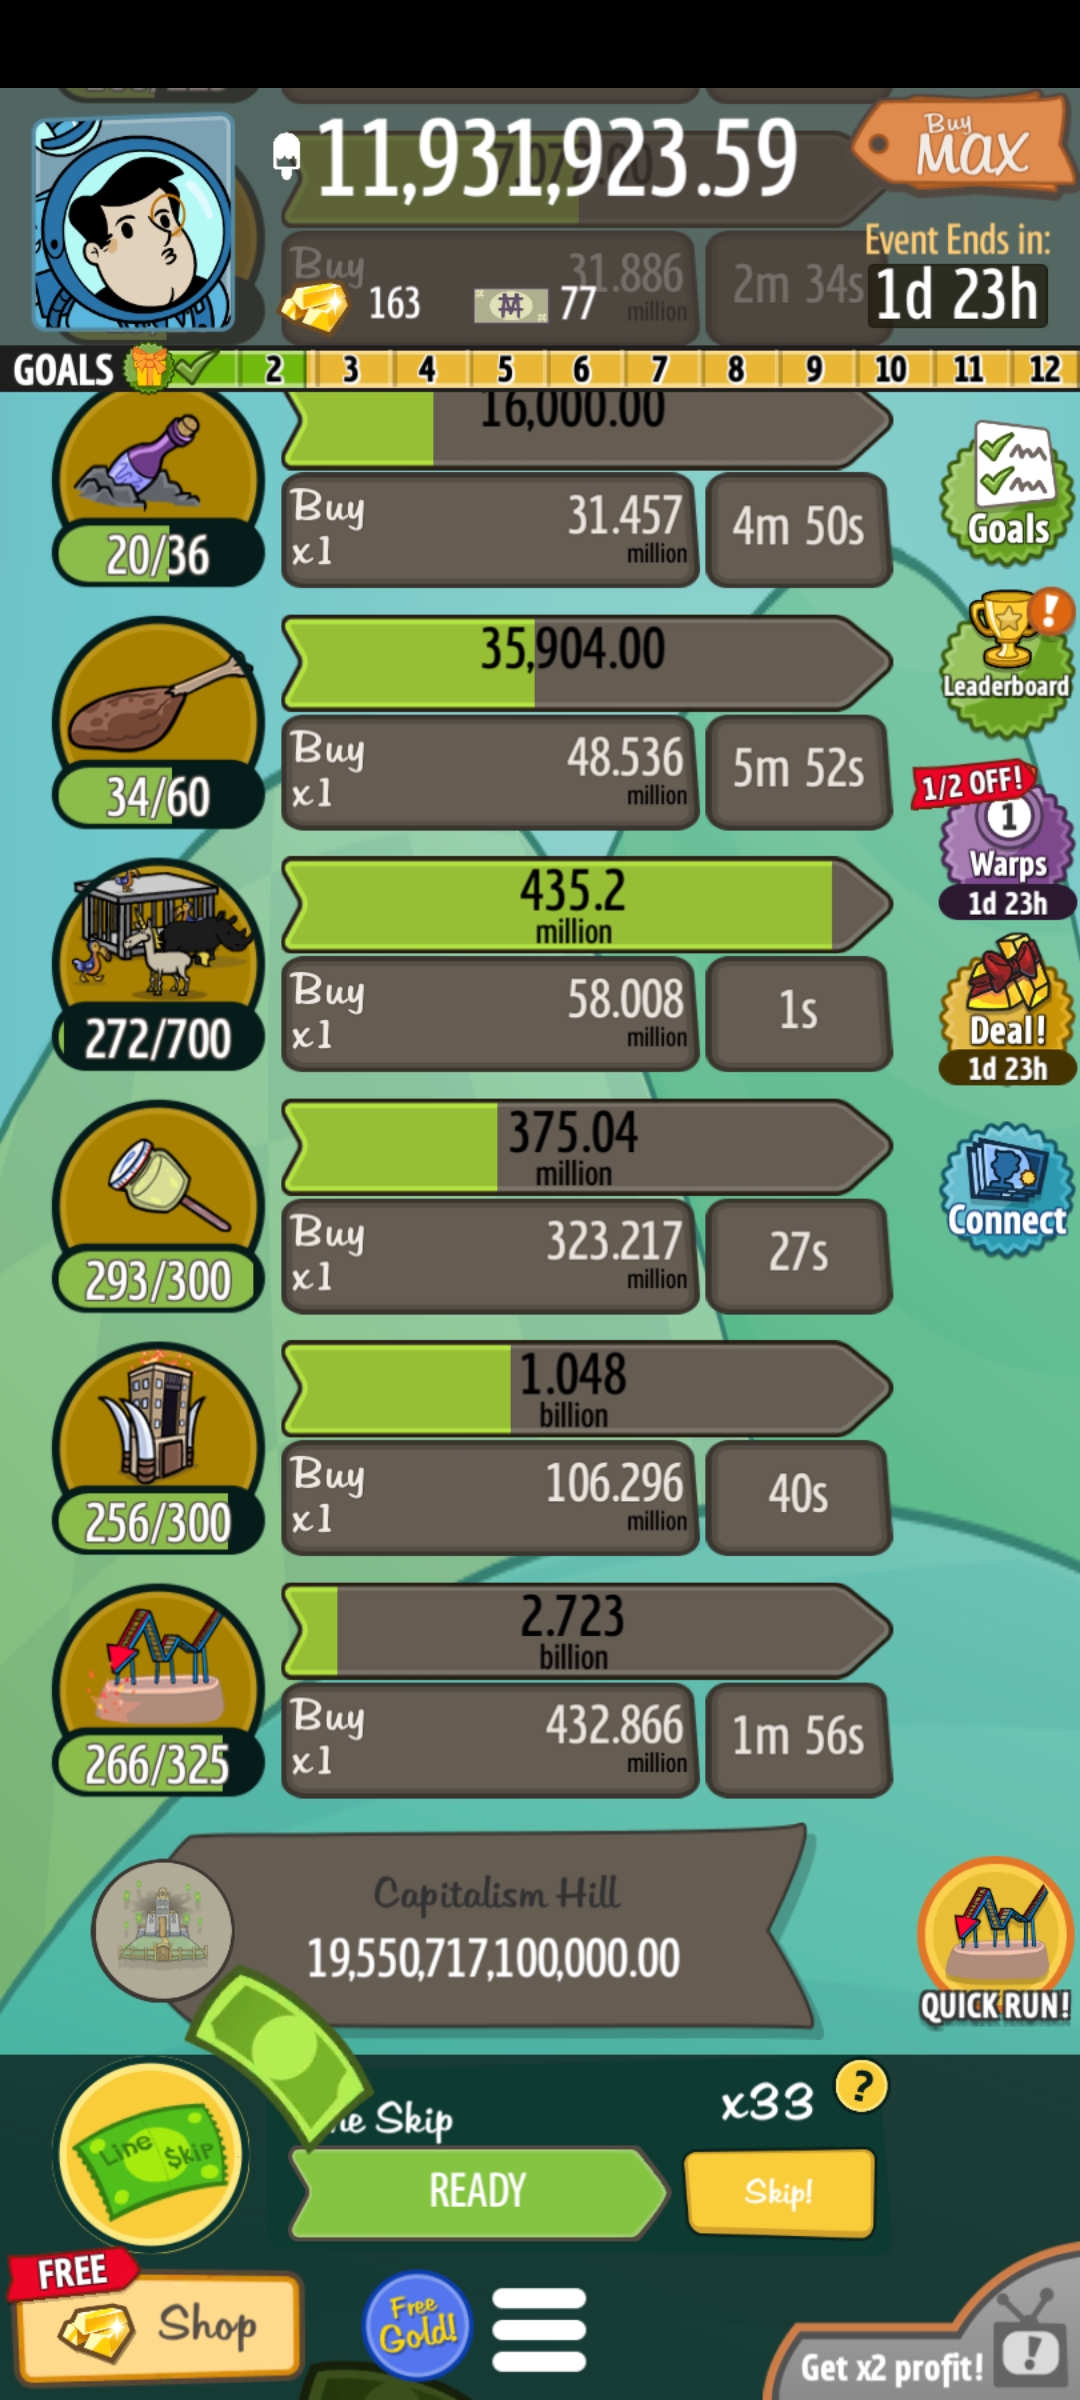 11,931,923.59
Buy
MAX
7,072.00
Buy
31.886
million
2m 34s
163
77
Event Ends in:
1d 23h
GOALS 2 3 4 5 6 7 8 9 10 11 12
16,000.00
20/36
Buy
x1
31.457
million
4m 50s
Goals
35,904.00
34/60
Buy
x1
48.536
million
5m 52s
Leaderboard
1/2 OFF!
1
Warps
1d 23h
435.2
million
272/700
Buy
x1
58.008
million
1s
Deal!
1d 23h
375.04
million
293/300
Buy
x1
323.217
million
27s
Connect
1.048
billion
256/300
Buy
x1
106.296
million
40s
2.723
billion
266/325
Buy
x1
432.866
million
1m 56s
Capitalism Hill
19,550,717,100,000.00
QUICK RUN!
Line $kip
ne Skip
x33
?
READY
Skip!
FREE
Shop
Free
Gold!
Get x2 profit!